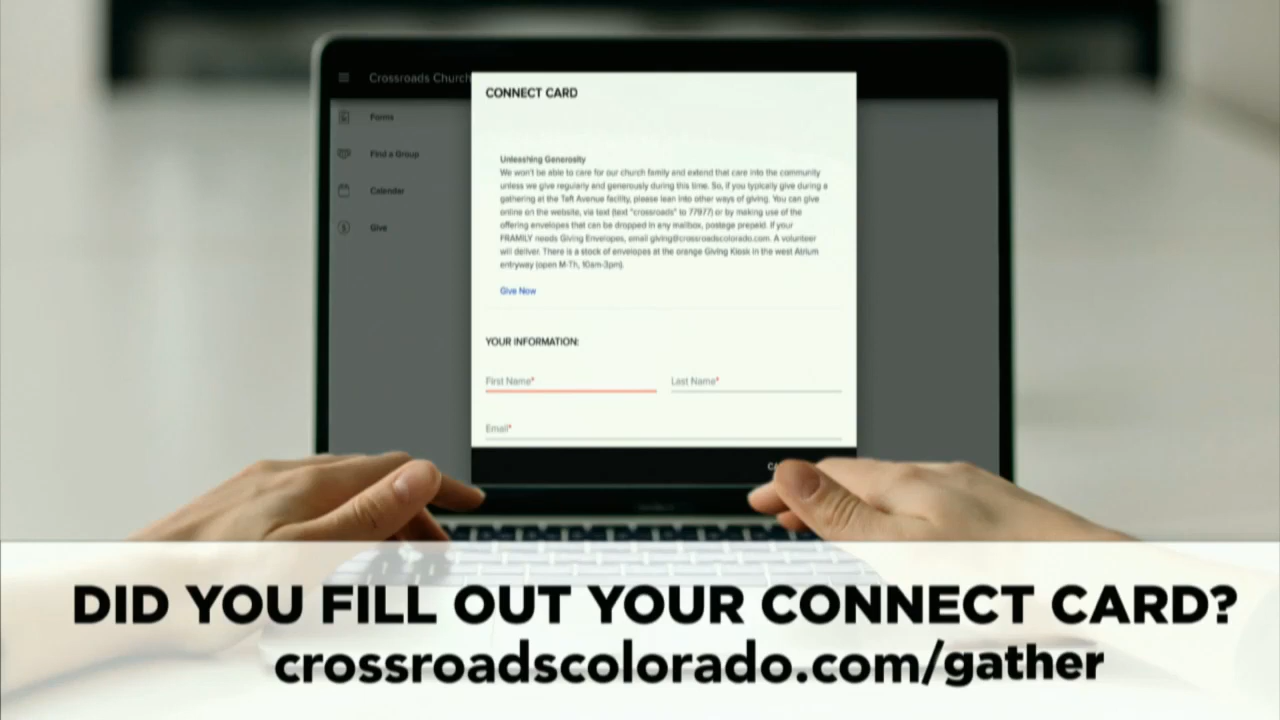 Crossroads Church
Forms
Find a Group
Calendar
Give
CONNECT CARD
Unleashing Generosity
We won't be able to care for our church family and extend that care into the community
unless we give regularly and generously during this time. So, if you typically give during a
gathering at the Taft Avenue facility, please lean into other ways of giving. You can give
online on the website, via text (text "crossroads" to 77977) or by making use of the
offering envelopes that can be dropped in any mailbox, postage prepaid. If your
FRAMILY needs Giving Envelopes, email giving@crossroadscolorado.com. A volunteer
will deliver. There is a stock of envelopes at the orange Giving Kiosk in the west Atrium
entryway (open M-Th, 10am-3pm).
Give Now
YOUR INFORMATION:
First Name* Last Name*
Email*
DID YOU FILL OUT YOUR CONNECT CARD?
crossroadscolorado.com/gather